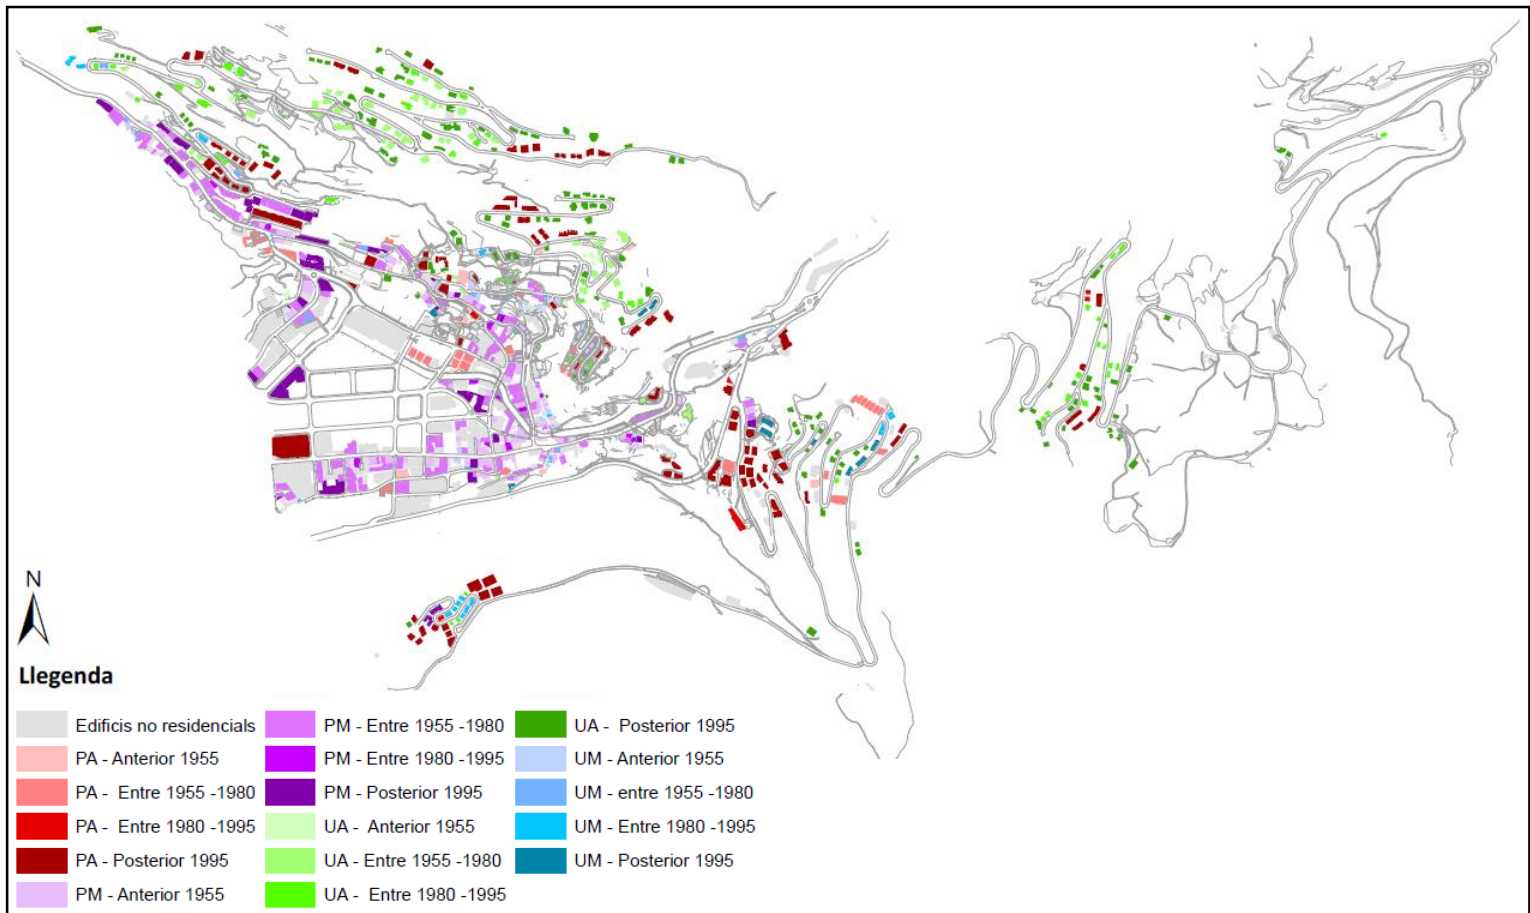 N
Llegenda
Edificis no residencials
PA - Anterior 1955
PA - Entre 1955 -1980
PA - Entre 1980 -1995
PA - Posterior 1995
PM - Anterior 1955
PM - Entre 1955 -1980
PM - Entre 1980 -1995
PM - Posterior 1995
UA - Anterior 1955
UA - Entre 1955 -1980
UA - Entre 1980 -1995
UA - Posterior 1995
UM - Anterior 1955
UM - entre 1955 -1980
UM - Entre 1980 -1995
UM - Posterior 1995